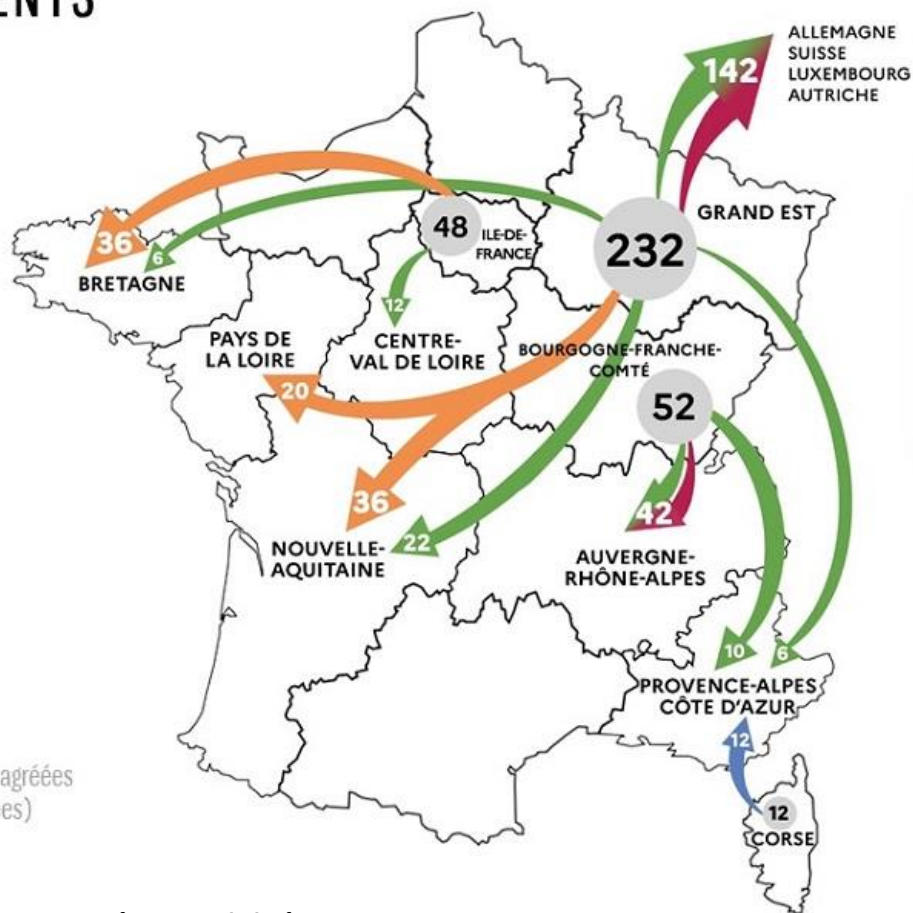 ENTS
142
ALLEMAGNE
SUISSE
LUXEMBOURG
AUTRICHE
48
ILE-DE-
FRANCE
232
GRAND EST
36
6
BRETAGNE
12
CENTRE-
VAL DE LOIRE
PAYS DE
LA LOIRE
20
BOURGOGNE-FRANCHE-
COMTÉ
52
36
22
NOUVELLE-
AQUITAINE
42
AUVERGNE-
RHÔNE-ALPES
10
6
PROVENCE-ALPES
CÔTE D'AZUR
12
12
CORSE
agréées
es)